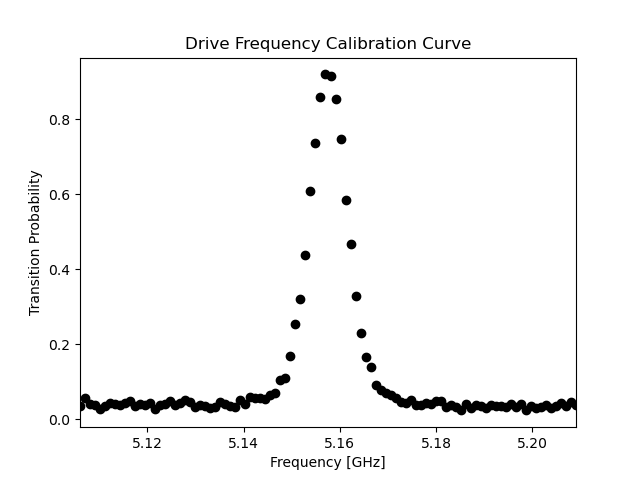 Drive Frequency Calibration Curve
Transition Probability
0.8
0.6
0.4
0.2
0.0
5.12 5.14 5.16 5.18 5.20
Frequency [GHz]